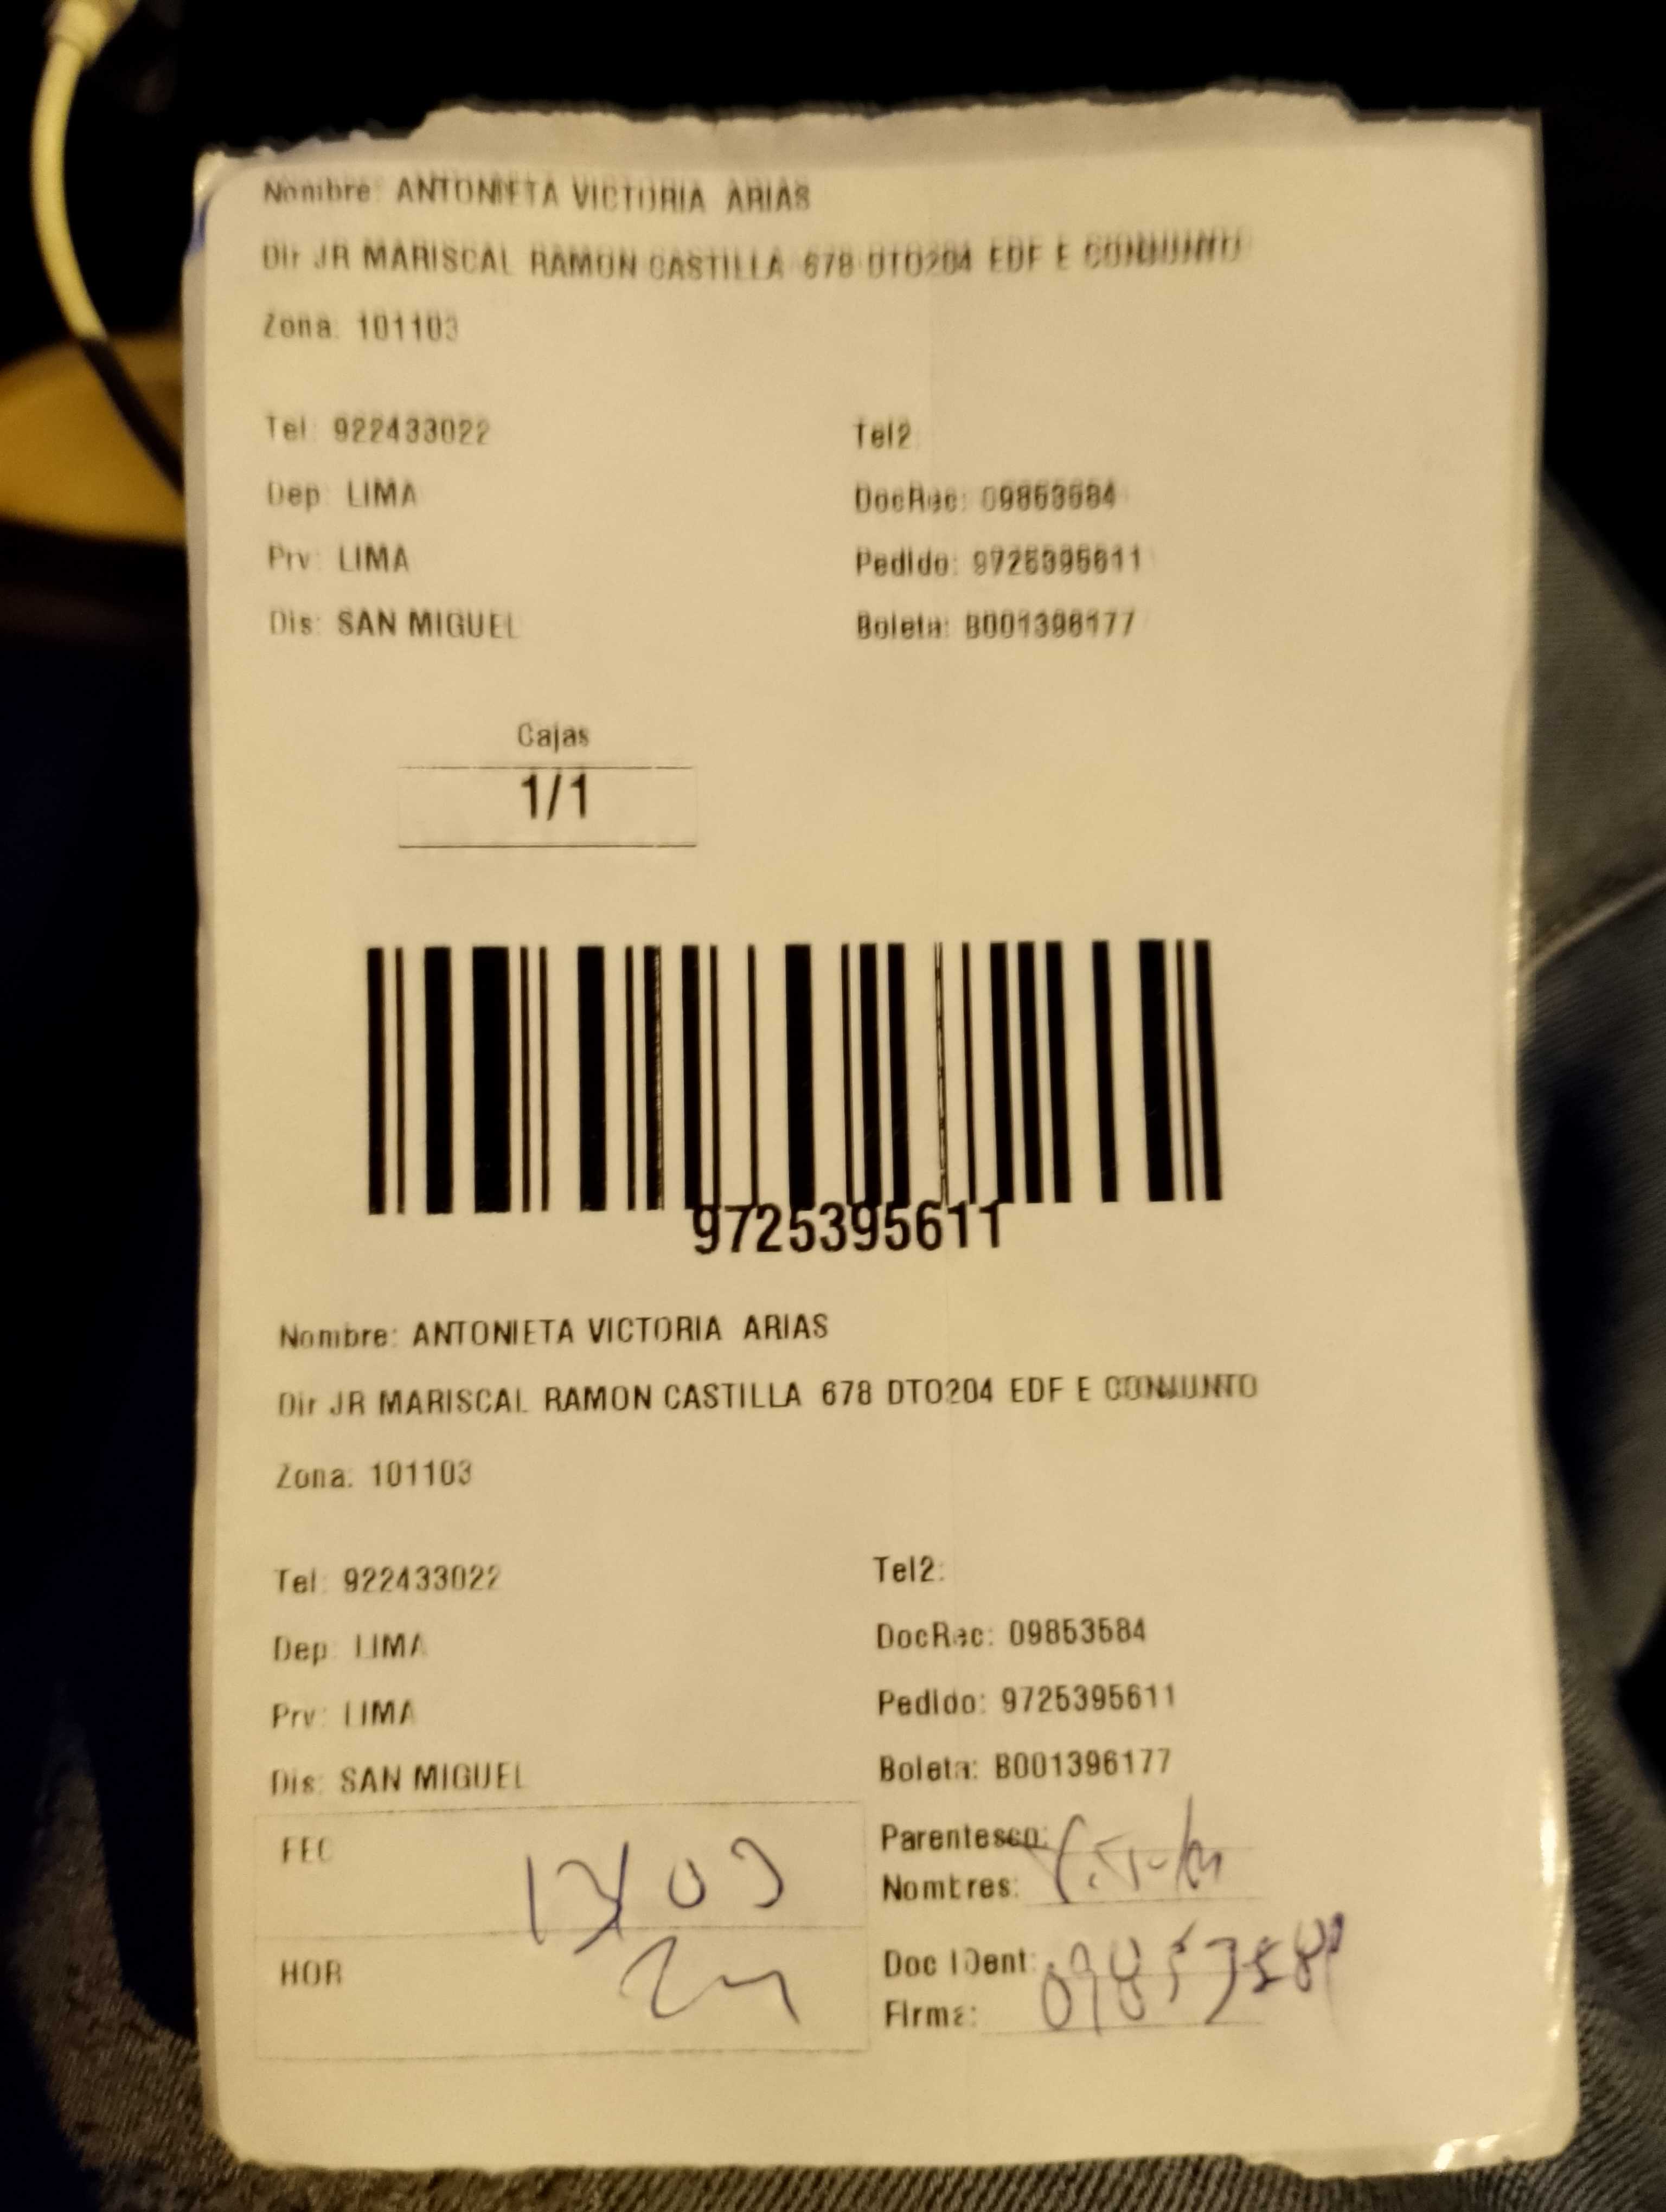 Nombre: ANTONIETA VICTORIA ARIAS
Dir JR MARISCAL RAMON CASTILLA 678 DTO204 EDF E CONJUNTO
Zona: 101103
Tel: 922433022 Tel2:
Dep: LIMA DocRec: 09853584
Prv: LIMA Pedido: 9725395611
Dis: SAN MIGUEL Boleta: B001396177
Cajas
1/1
9725395611
Nombre: ANTONIETA VICTORIA ARIAS
Dir JR MARISCAL RAMON CASTILLA 678 DTO204 EDF E CONJUNTO
Zona: 101103
Tel: 922433022 Tel2:
Dep: LIMA DocRec: 09853584
Prv: LIMA Pedido: 9725395611
Dis: SAN MIGUEL Boleta: B001396177
FEC Parentesco:
Nombres:
HOR Doc IDent: 09853584
Firma: